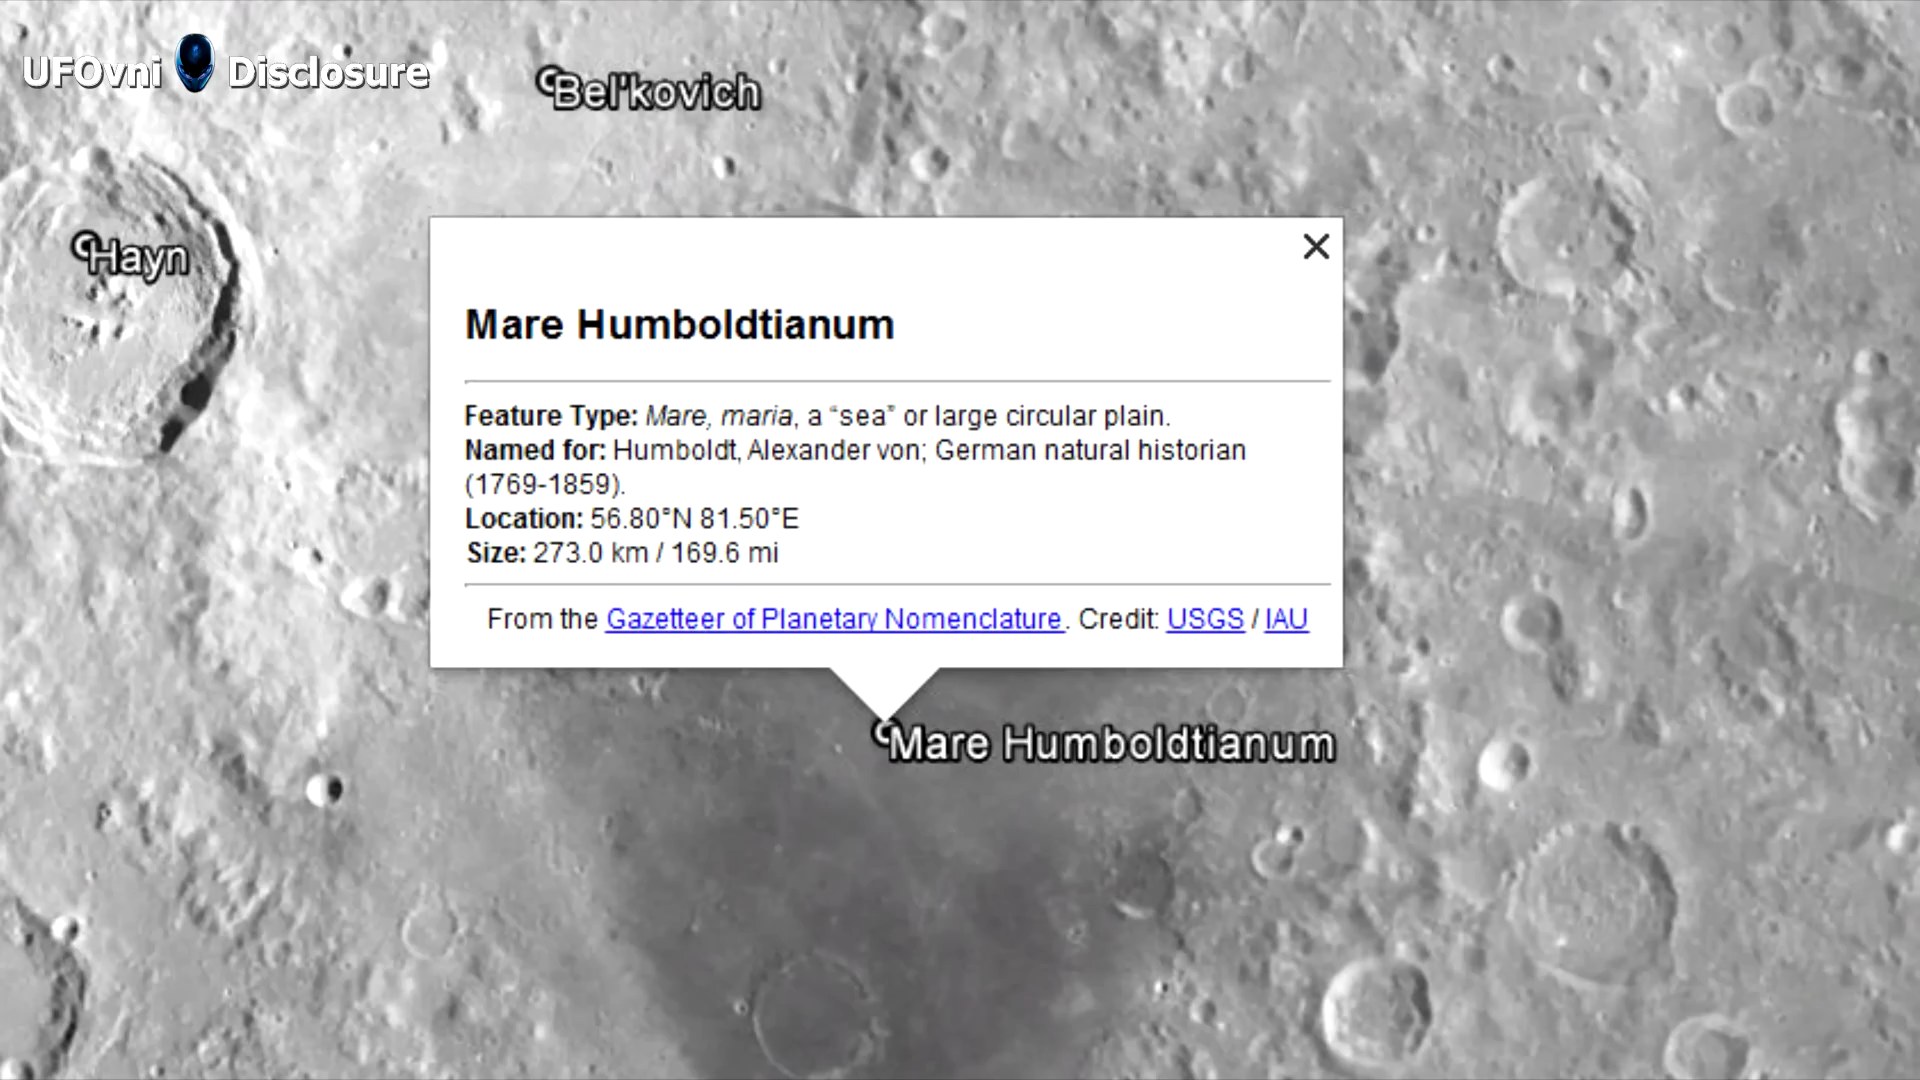 UFOvni Disclosure
Bel'kovich
Hayn
Mare Humboldtianum
Feature Type: Mare, maria, a “sea” or large circular plain.
Named for: Humboldt, Alexander von; German natural historian
(1769-1859).
Location: 56.80°N 81.50°E
Size: 273.0 km / 169.6 mi
From the Gazetteer of Planetary Nomenclature. Credit: USGS / IAU
Mare Humboldtianum